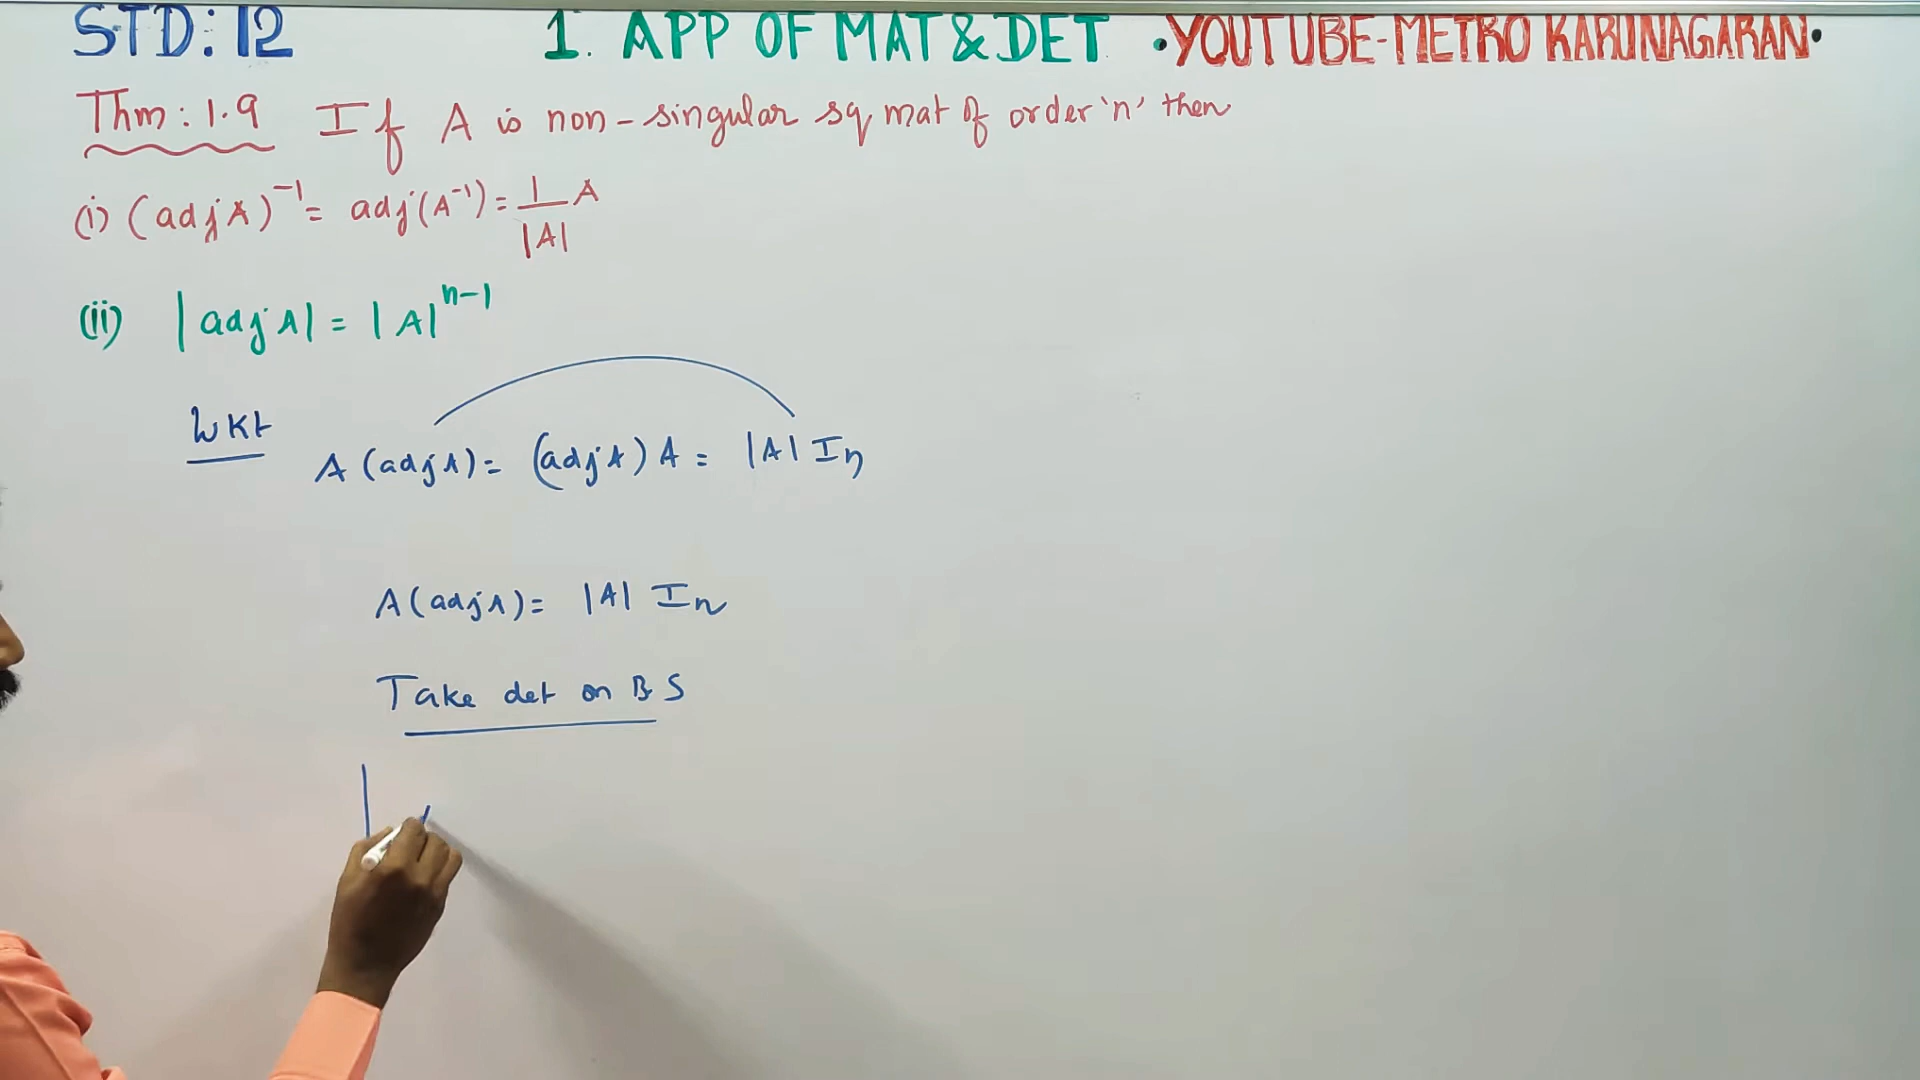 STD: 12 1. APP OF MAT & DET •YOUTUBE-METRO KARUNAGARAN•
Thm: 1.9 If A is non-singular sq mat of order 'n' then
(i) (adj A)⁻¹ = adj(A⁻¹) = 1/|A| A
(ii) |adj A| = |A|ⁿ⁻¹
WKT
A (adj A) = (adj A) A = |A| Iₙ
A (adj A) = |A| Iₙ
Take det on BS